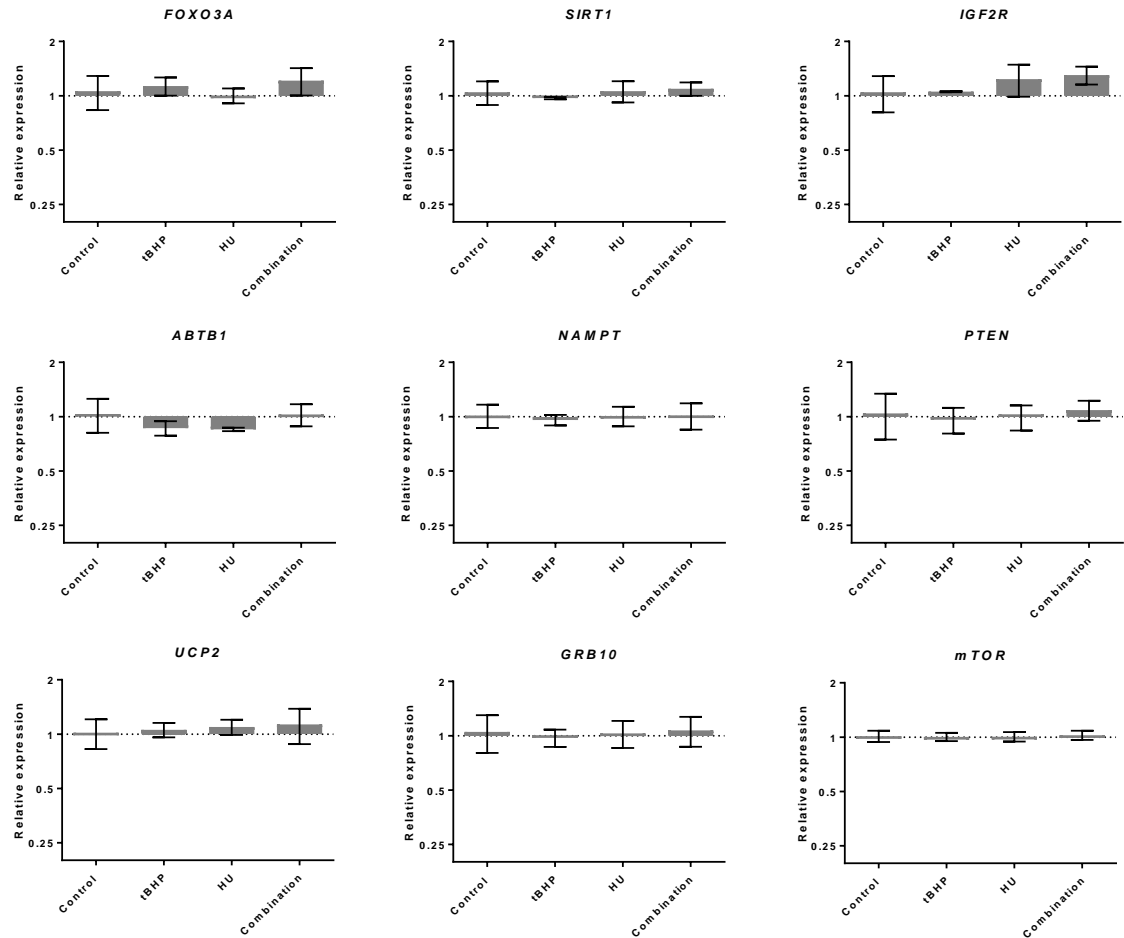 FOXO3A
Relative expression
2
1
0.5
0.25
Control
tBHP
HU
Combination
SIRT1
Relative expression
2
1
0.5
0.25
Control
tBHP
HU
Combination
IGF2R
Relative expression
2
1
0.5
0.25
Control
tBHP
HU
Combination
ABTB1
Relative expression
2
1
0.5
0.25
Control
tBHP
HU
Combination
NAMPT
Relative expression
2
1
0.5
0.25
Control
tBHP
HU
Combination
PTEN
Relative expression
2
1
0.5
0.25
Control
tBHP
HU
Combination
UCP2
Relative expression
2
1
0.5
0.25
Control
tBHP
HU
Combination
GRB10
Relative expression
2
1
0.5
0.25
Control
tBHP
HU
Combination
mTOR
Relative expression
2
1
0.5
0.25
Control
tBHP
HU
Combination